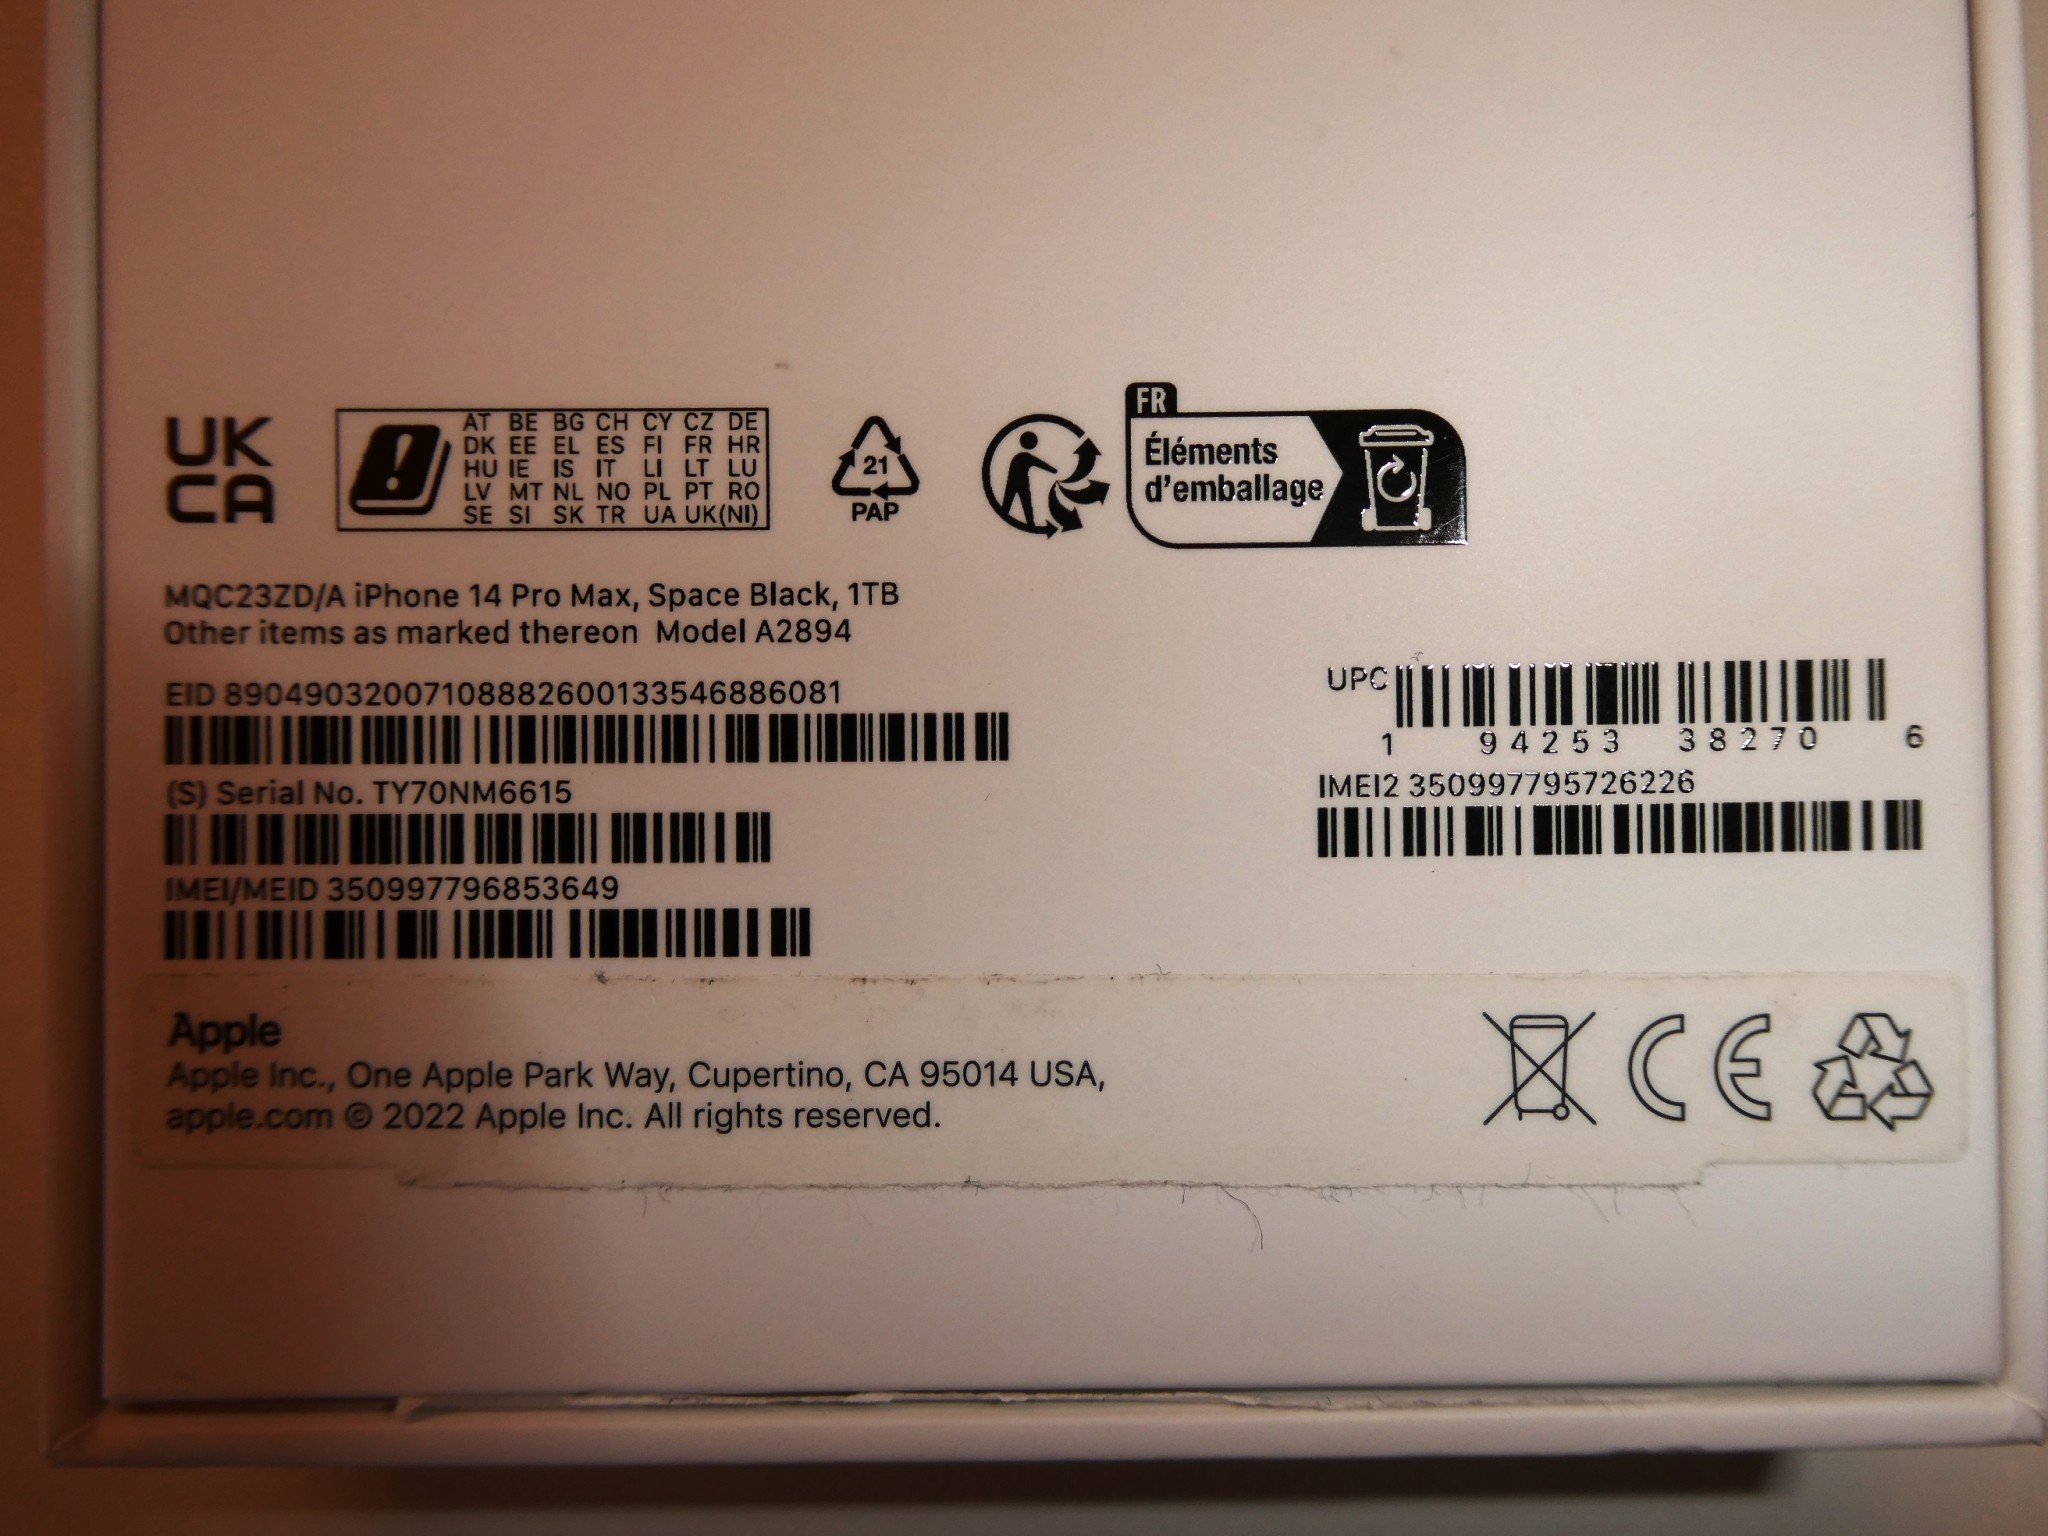 UK
CA
AT BE BG CH CY CZ DE
DK EE EL ES FI FR HR
HU IE IS IT LI LT LU
LV MT NL NO PL PT RO
SE SI SK TR UA UK(NI)
21
PAP
FR
Éléments
d'emballage
MQC23ZD/A iPhone 14 Pro Max, Space Black, 1TB
Other items as marked thereon Model A2894
EID 89049032007108882600133546886081
UPC
1 94253 38270 6
(S) Serial No. TY70NM6615
IMEI2 350997795726226
IMEI/MEID 350997796853649
Apple
Apple Inc., One Apple Park Way, Cupertino, CA 95014 USA,
apple.com © 2022 Apple Inc. All rights reserved.
CE